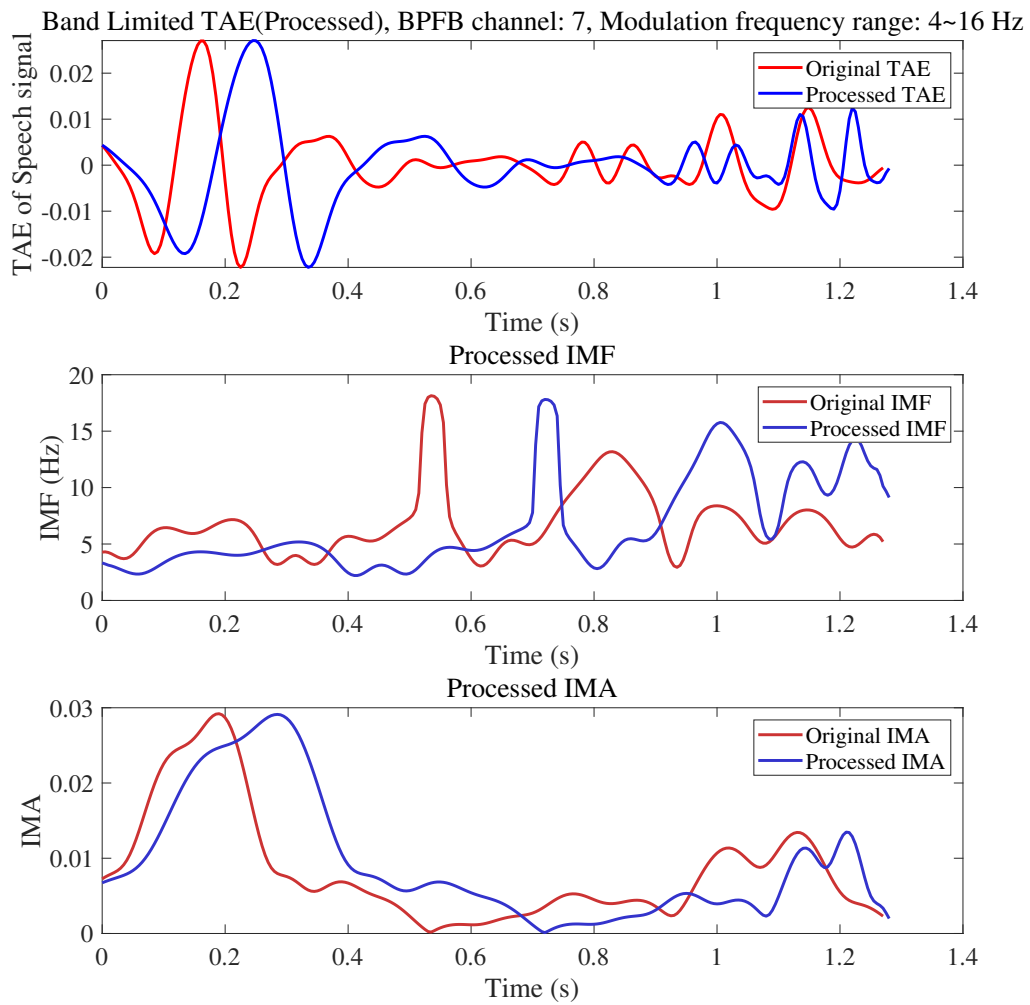 Band Limited TAE(Processed), BPFB channel: 7, Modulation frequency range: 4~16 Hz
TAE of Speech signal
0.02
0.01
0
-0.01
-0.02
Original TAE
Processed TAE
0 0.2 0.4 0.6 0.8 1 1.2 1.4
Time (s)
Processed IMF
IMF (Hz)
20
15
10
5
0
Original IMF
Processed IMF
0 0.2 0.4 0.6 0.8 1 1.2 1.4
Time (s)
Processed IMA
IMA
0.03
0.02
0.01
0
Original IMA
Processed IMA
0 0.2 0.4 0.6 0.8 1 1.2 1.4
Time (s)